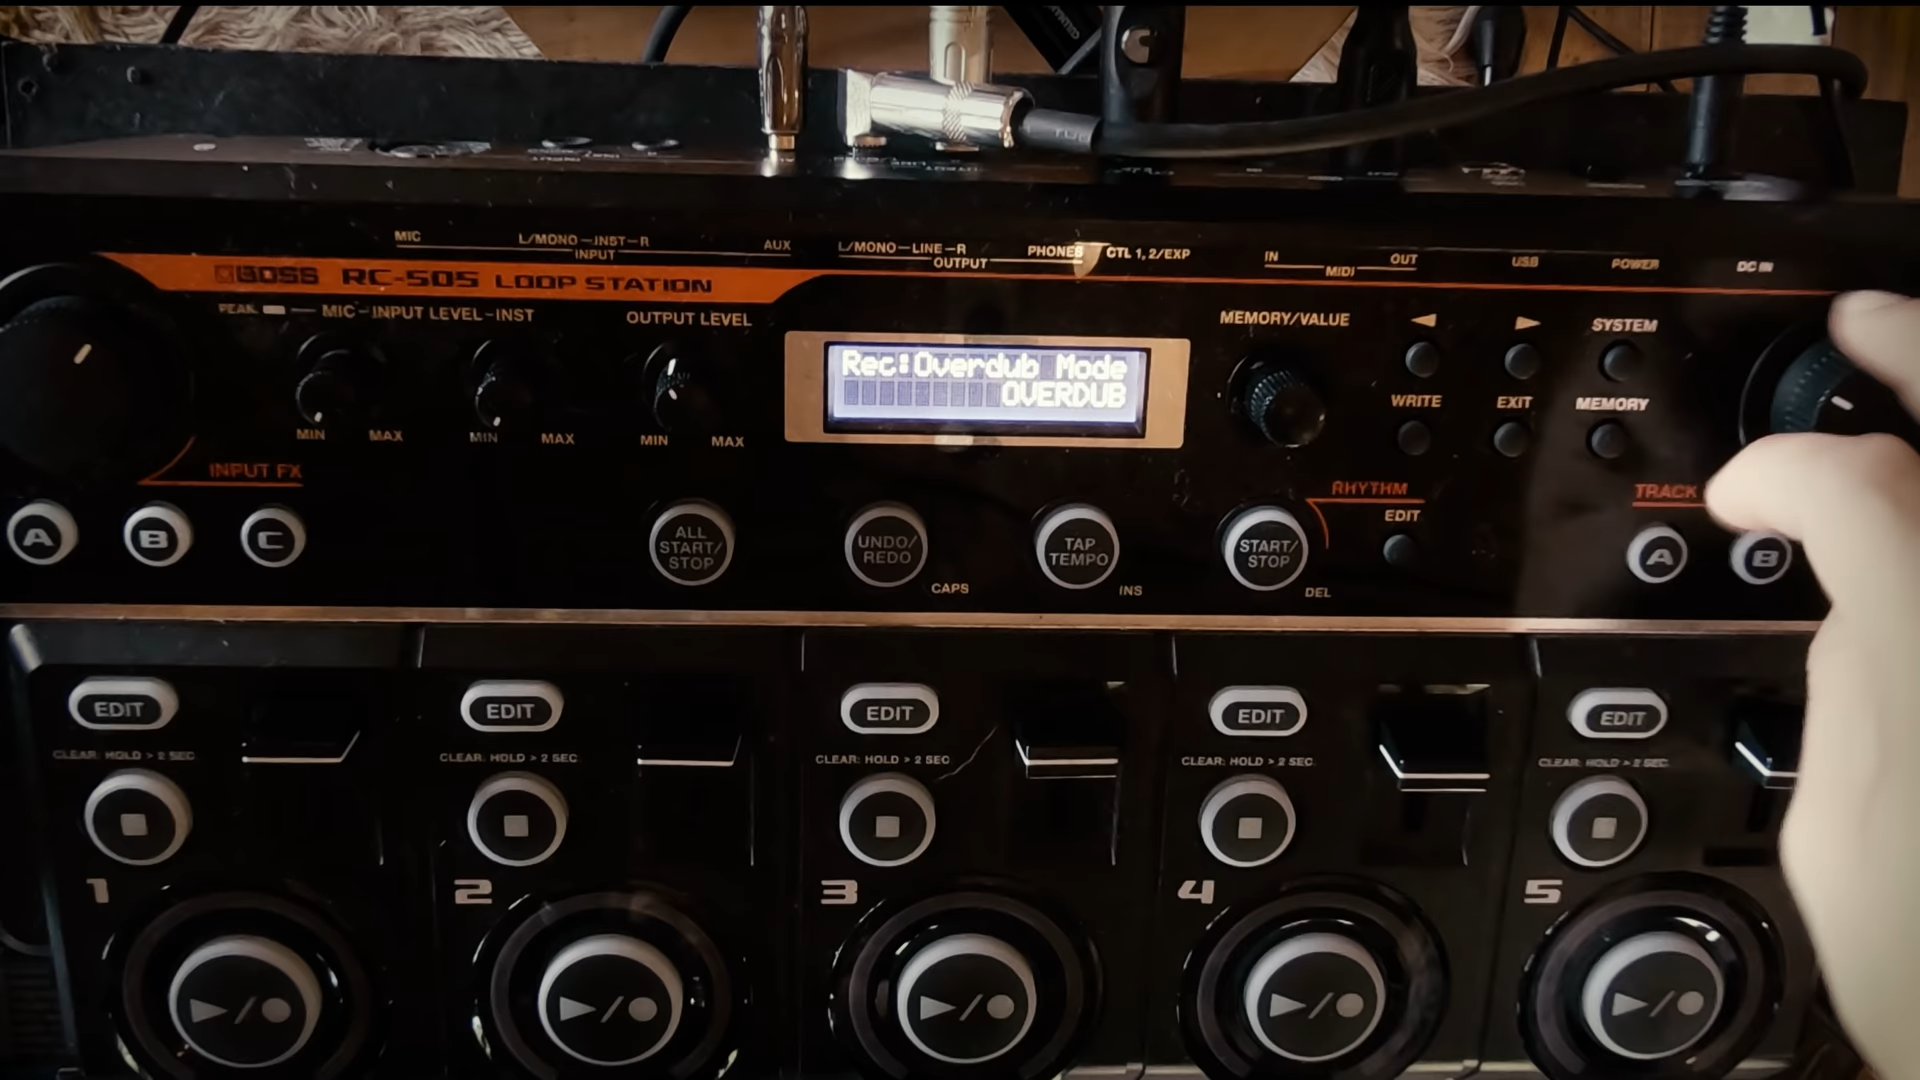 MIC L/MONO–INST–R AUX L/MONO–LINE–R PHONES CTL 1, 2/EXP IN OUT USB POWER DC IN
INPUT OUTPUT MIDI
BOSS RC-505 LOOP STATION
PEAK MIC–INPUT LEVEL–INST OUTPUT LEVEL MEMORY/VALUE SYSTEM
Rec:Overdub Mode
OVERDUB
WRITE EXIT MEMORY
MIN MAX MIN MAX MIN MAX
INPUT FX RHYTHM TRACK
EDIT
A B C ALL START/STOP UNDO/REDO TAP TEMPO START/STOP A B
CAPS INS DEL
EDIT EDIT EDIT EDIT EDIT
CLEAR: HOLD > 2 SEC CLEAR: HOLD > 2 SEC CLEAR: HOLD > 2 SEC CLEAR: HOLD > 2 SEC CLEAR: HOLD > 2 SEC
1 2 3 4 5